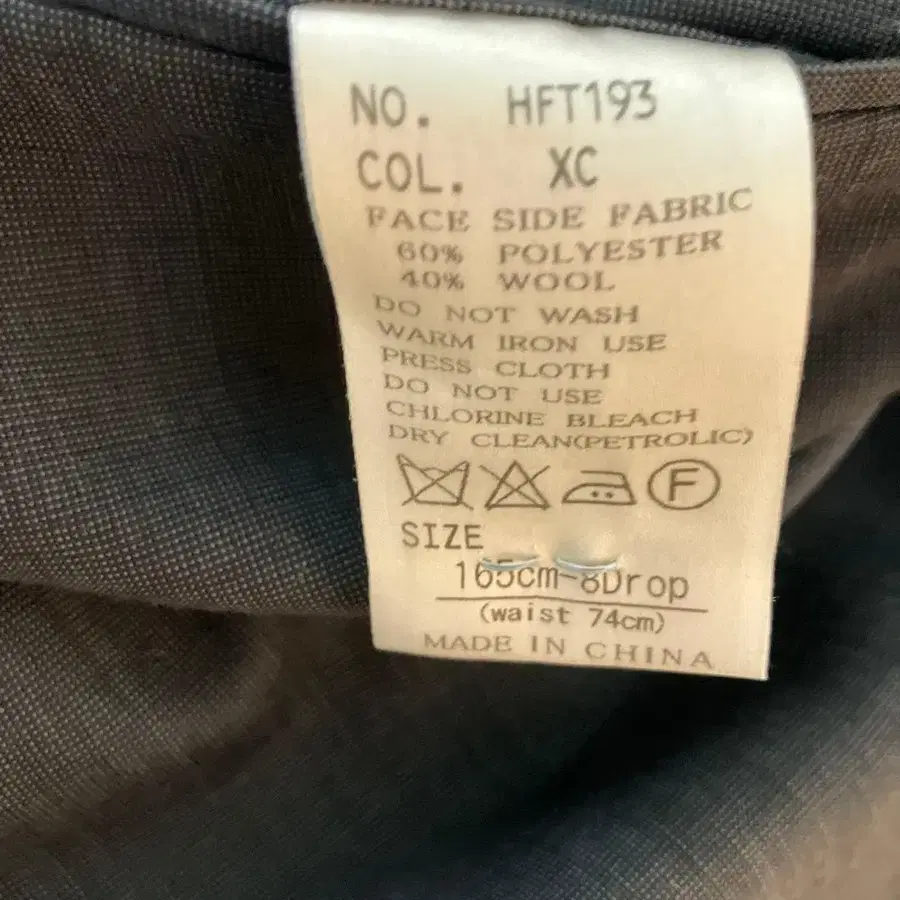 NO. HFT193
COL. XC
FACE SIDE FABRIC
60% POLYESTER
40% WOOL
DO NOT WASH
WARM IRON USE
PRESS CLOTH
DO NOT USE
CHLORINE BLEACH
DRY CLEAN(PETROLIC)
F
SIZE
165cm-8Drop
(waist 74cm)
MADE IN CHINA